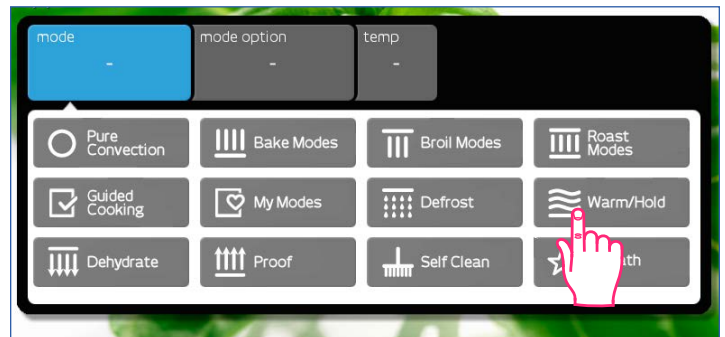 mode
mode option
temp
-
-
-
Pure
Convection
Bake Modes
Broil Modes
Roast
Modes
Guided
Cooking
My Modes
Defrost
Warm/Hold
Dehydrate
Proof
Self Clean